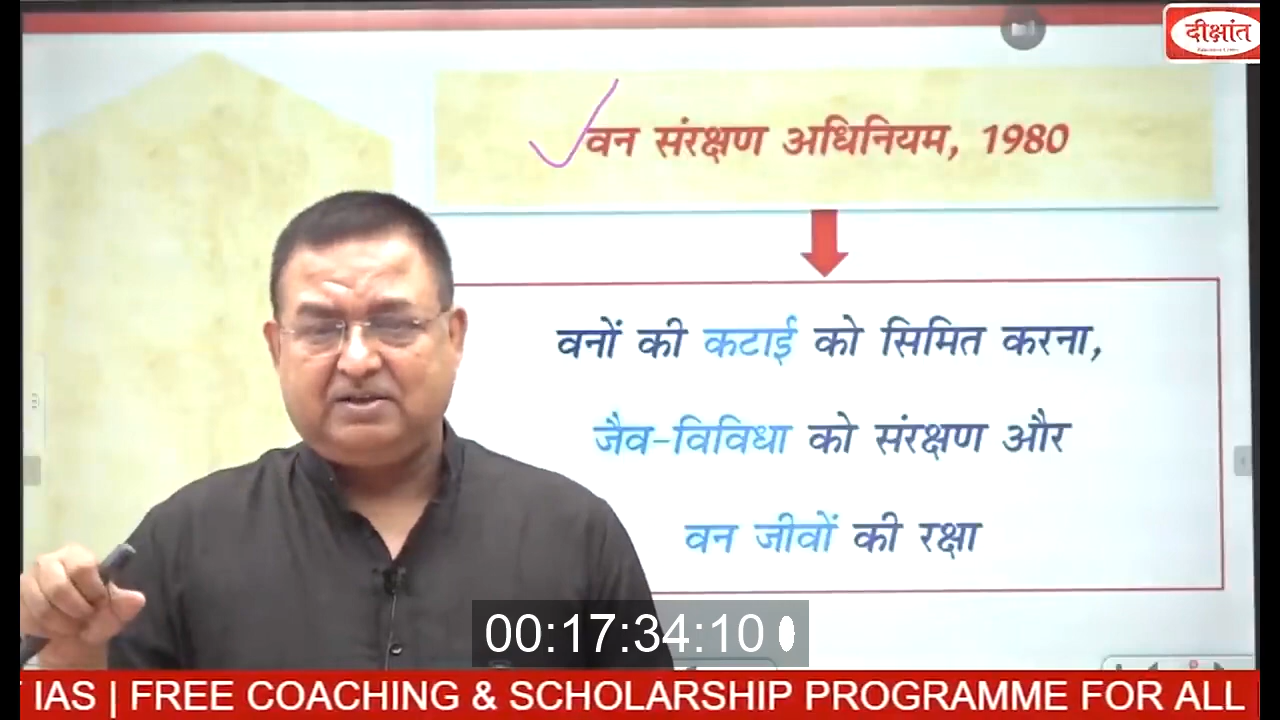 दीक्षांत
वन संरक्षण अधिनियम, 1980
वनों की कटाई को सिमित करना,
जैव-विविधा को संरक्षण और
वन जीवों की रक्षा
00:17:34:10
IAS | FREE COACHING & SCHOLARSHIP PROGRAMME FOR ALL